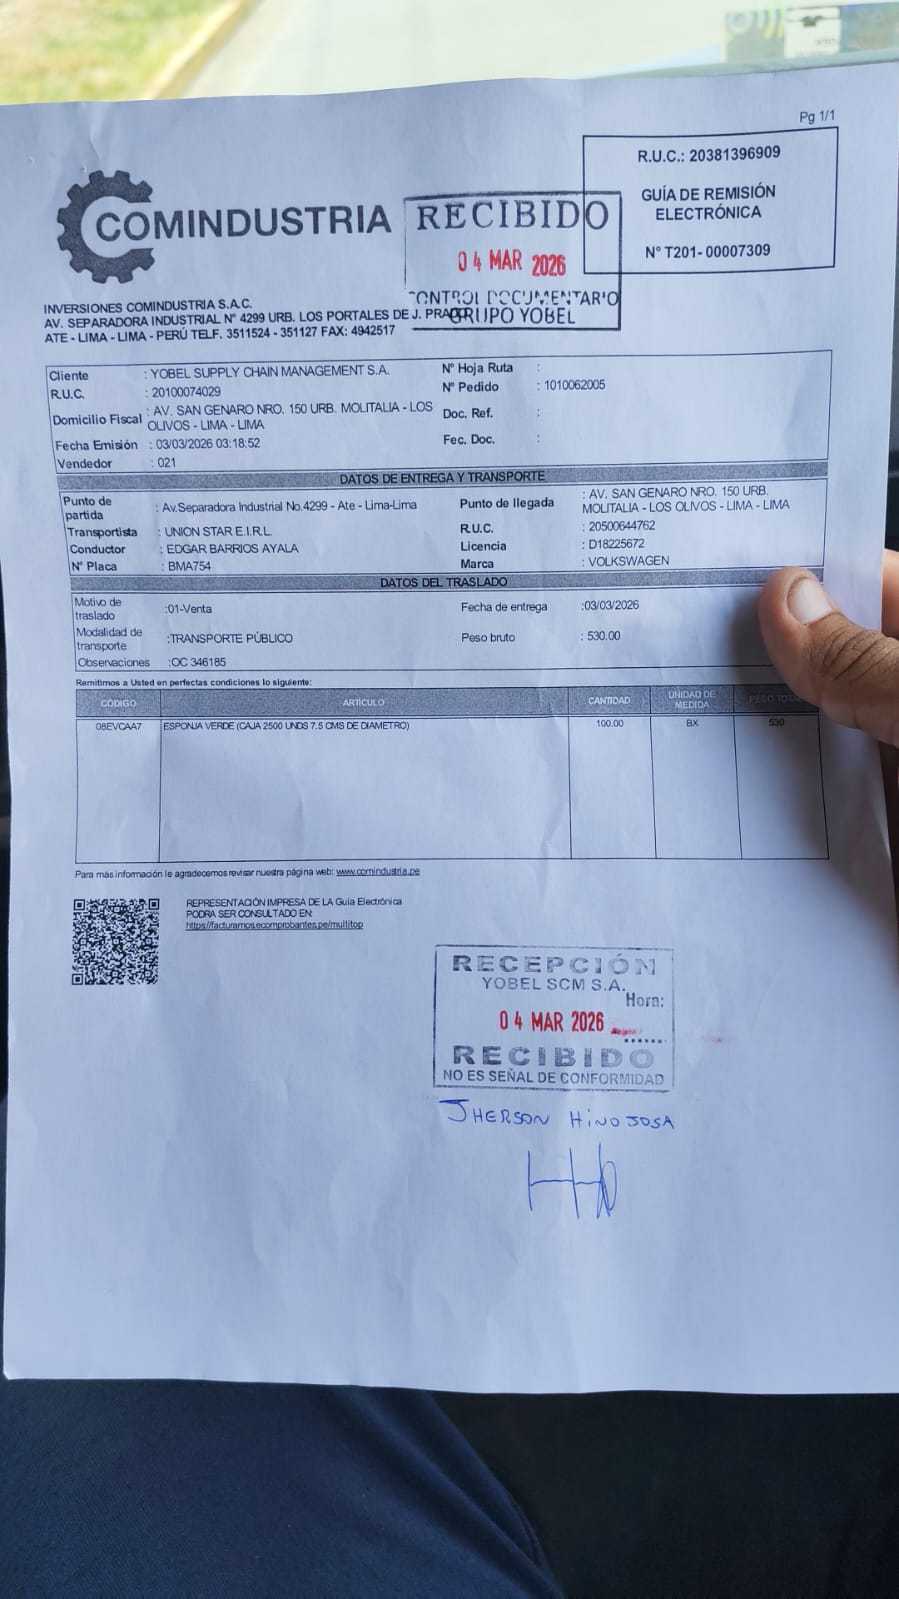 Pg 1/1
R.U.C.: 20381396909
GUÍA DE REMISIÓN
ELECTRÓNICA
N° T201- 00007309
COMINDUSTRIA
RECIBIDO
04 MAR 2026
CONTROL DOCUMENTARIO
GRUPO YOBEL
INVERSIONES COMINDUSTRIA S.A.C.
AV. SEPARADORA INDUSTRIAL N° 4299 URB. LOS PORTALES DE J. PRADO
ATE - LIMA - LIMA - PERÚ TELF. 3511524 - 351127 FAX: 4942517
Cliente : YOBEL SUPPLY CHAIN MANAGEMENT S.A.
R.U.C. : 20100074029
Domicilio Fiscal : AV. SAN GENARO NRO. 150 URB. MOLITALIA - LOS
OLIVOS - LIMA - LIMA
Fecha Emisión : 03/03/2026 03:18:52
Vendedor : 021
N° Hoja Ruta :
N° Pedido : 1010062005
Doc. Ref. :
Fec. Doc. :
DATOS DE ENTREGA Y TRANSPORTE
Punto de
partida : Av.Separadora Industrial No.4299 - Ate - Lima-Lima
Transportista : UNION STAR E.I.R.L.
Conductor : EDGAR BARRIOS AYALA
N° Placa : BMA754
Punto de llegada : AV. SAN GENARO NRO. 150 URB.
MOLITALIA - LOS OLIVOS - LIMA - LIMA
R.U.C. : 20500644762
Licencia : D18225672
Marca : VOLKSWAGEN
DATOS DEL TRASLADO
Motivo de
traslado :01-Venta
Modalidad de
transporte :TRANSPORTE PÚBLICO
Observaciones :OC 346185
Fecha de entrega :03/03/2026
Peso bruto : 530.00
Remitimos a Usted en perfectas condiciones lo siguiente:
CÓDIGO ARTÍCULO CANTIDAD UNIDAD DE MEDIDA PESO
08EVCAA7 ESPONJA VERDE (CAJA 2500 UNDS 7.5 CMS DE DIAMETRO) 100.00 BX 530
Para más información le agradecemos revisar nuestra página web: www.comindustria.pe
REPRESENTACIÓN IMPRESA DE LA Guía Electrónica
PODRA SER CONSULTADO EN:
https://facturamos.ecomprobantes.pe/multitop
RECEPCIÓN
YOBEL SCM S.A.
Hora:
04 MAR 2026
RECIBIDO
NO ES SEÑAL DE CONFORMIDAD
JHERSON HINOJOSA